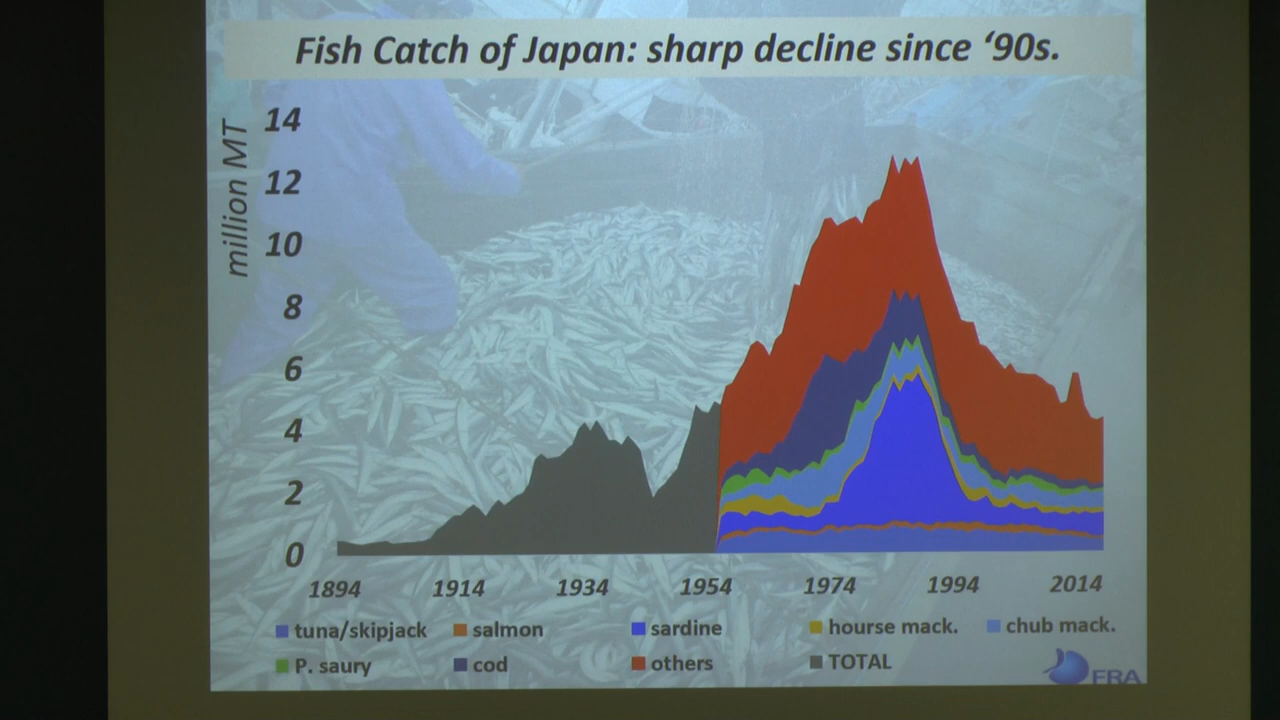 Fish Catch of Japan: sharp decline since ‘90s.
million MT
14
12
10
8
6
4
2
0
1894 1914 1934 1954 1974 1994 2014
tuna/skipjack salmon sardine hourse mack. chub mack.
P. saury cod others TOTAL
FRA